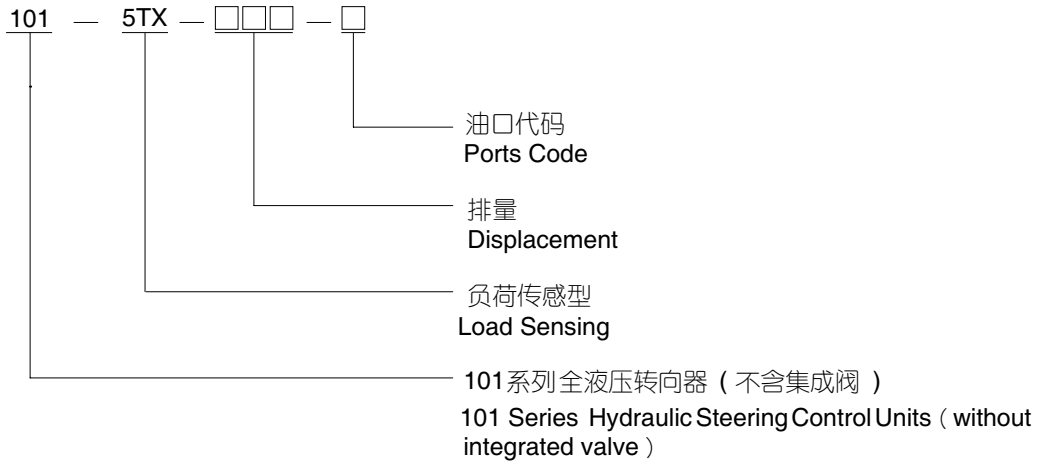 101 — 5TX — □□□ — □
油口代码
Ports Code
排量
Displacement
负荷传感型
Load Sensing
101系列全液压转向器 ( 不含集成阀 )
101 Series Hydraulic Steering Control Units ( without
integrated valve )